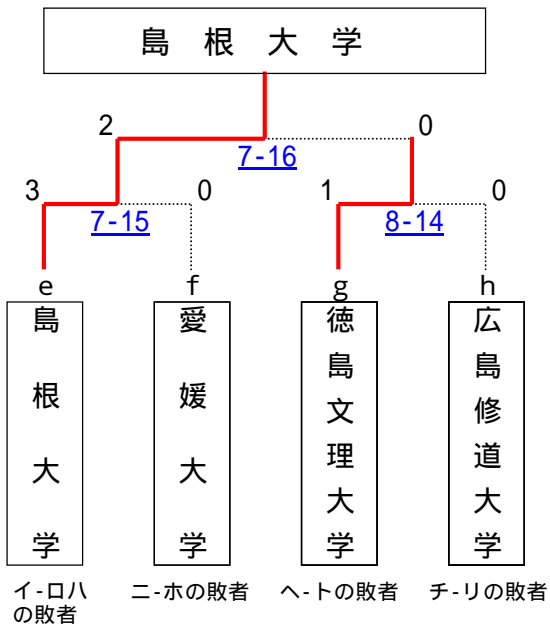 島根大学
2 0
7-16
3 0 1 0
7-15 8-14
e f g h
島根大学
愛媛大学
徳島文理大学
広島修道大学
イ-ロハの敗者
ニ-ホの敗者
ヘ-トの敗者
チ-リの敗者